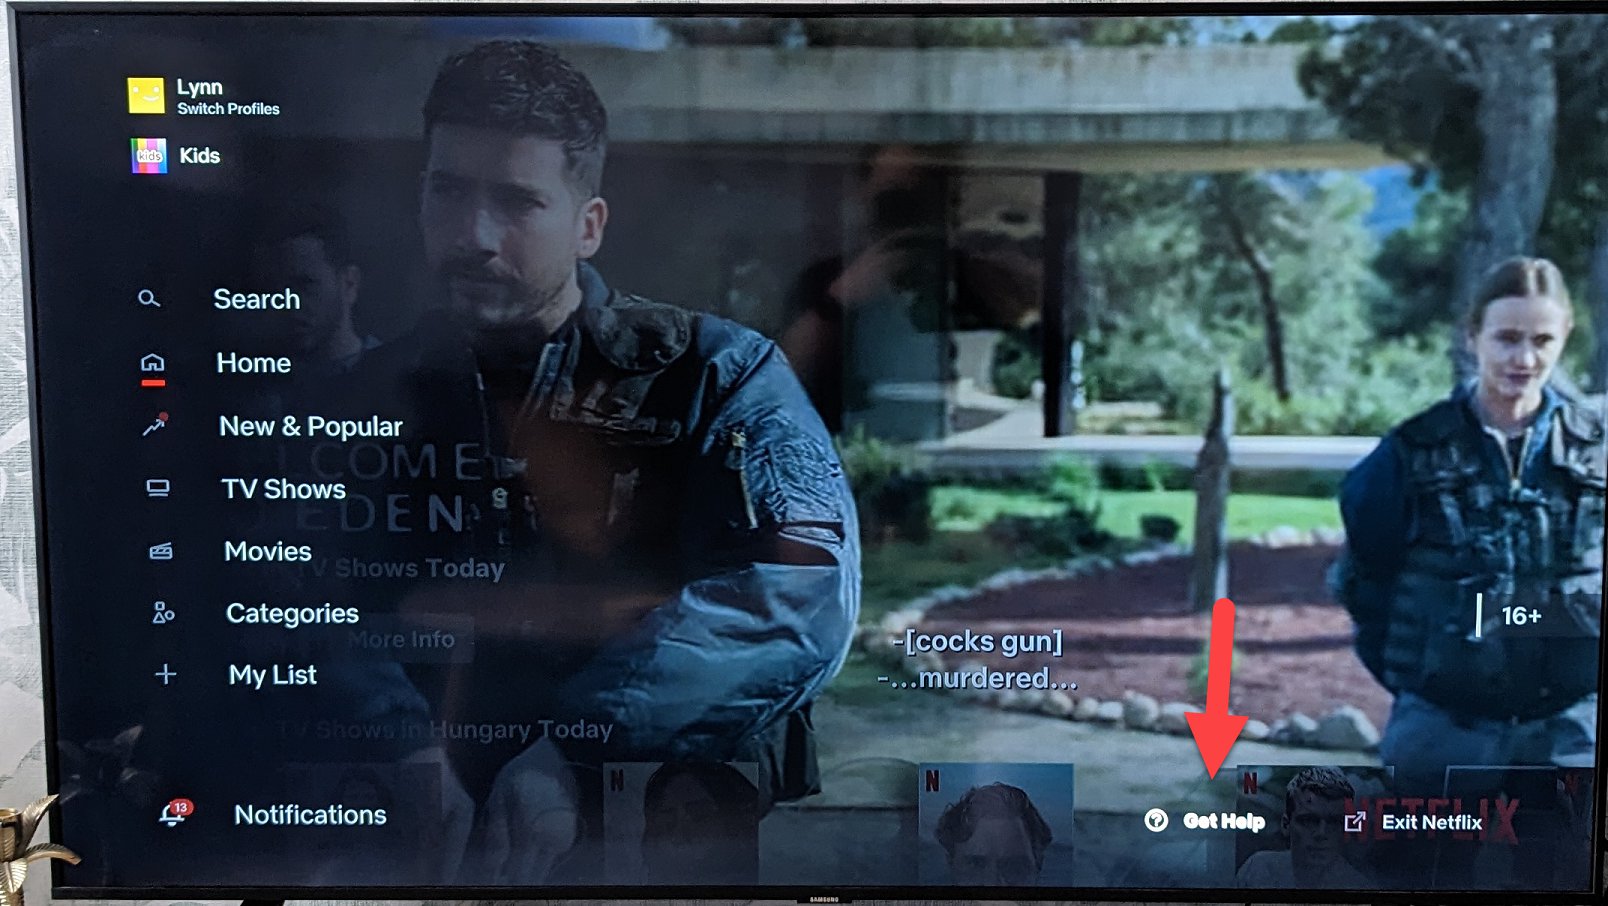 Lynn
Switch Profiles
kids
Kids
Search
Home
New & Popular
COME
EDEN
TV Shows
Movies
TV Shows Today
Categories
More Info
My List
TV Shows in Hungary Today
-[cocks gun]
-...murdered...
16+
N
N
N
N
13
Notifications
Get Help
Exit Netflix
NETFLIX
SAMSUNG